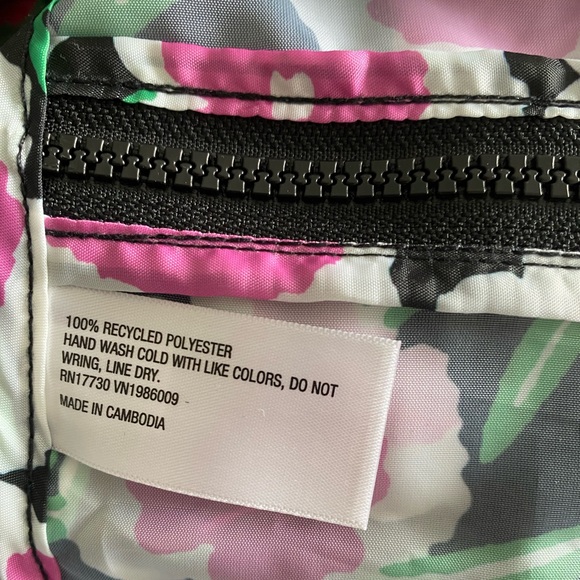 100% RECYCLED POLYESTER
HAND WASH COLD WITH LIKE COLORS, DO NOT
WRING, LINE DRY.
RN17730 VN1986009
MADE IN CAMBODIA